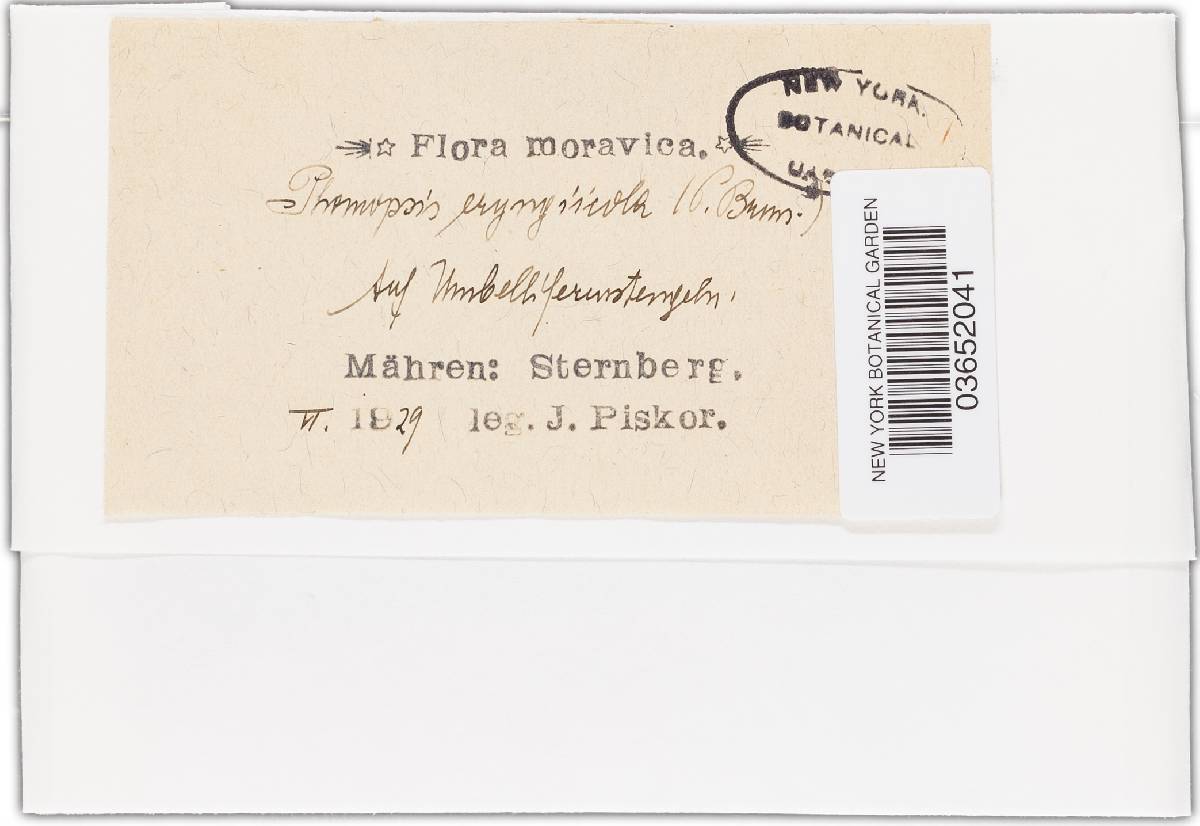 Flora moravica.
Phomopsis eryngiicola (P. Brun.)
Auf Umbelliferenstengeln.
Mähren: Sternberg.
VI. 1929 leg. J. Piskor.
NEW YORK
BOTANICAL
NEW YORK BOTANICAL GARDEN
03652041